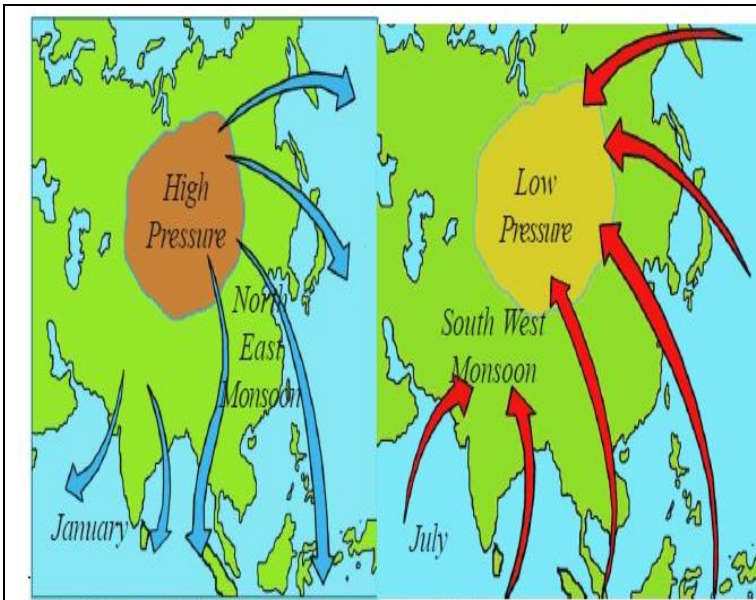 High
Pressure
North
East
Monsoon
January
Low
Pressure
South West
Monsoon
July